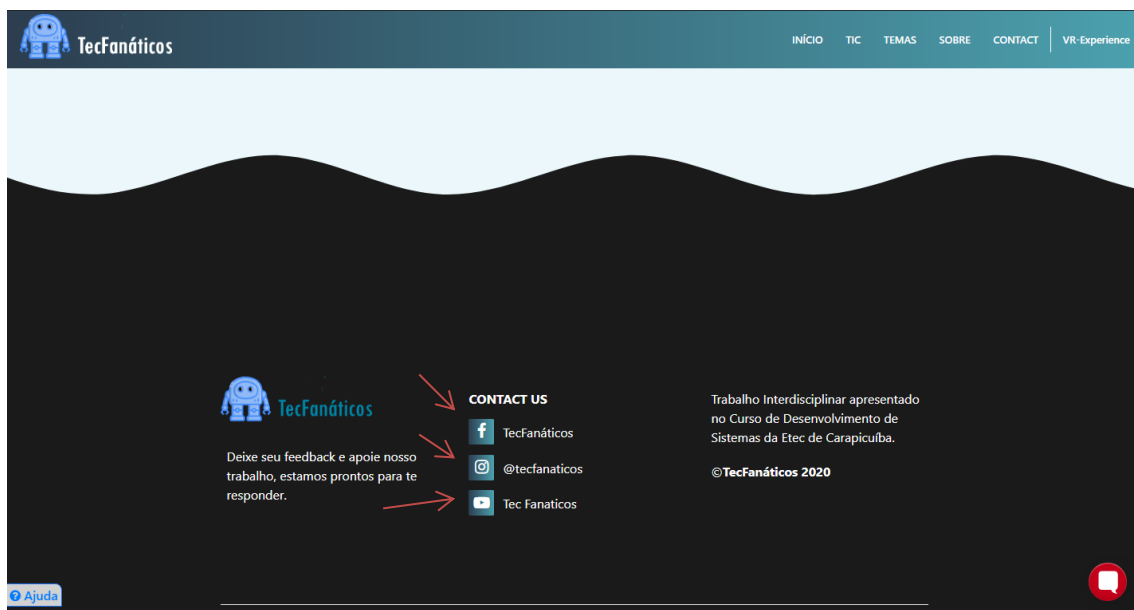 TecFanáticos
INÍCIO TIC TEMAS SOBRE CONTACT VR-Experience
TecFanáticos
Deixe seu feedback e apoie nosso
trabalho, estamos prontos para te
responder.
CONTACT US
TecFanáticos
@tecfanaticos
Tec Fanaticos
Trabalho Interdisciplinar apresentado
no Curso de Desenvolvimento de
Sistemas da Etec de Carapicuíba.
©TecFanáticos 2020
Ajuda